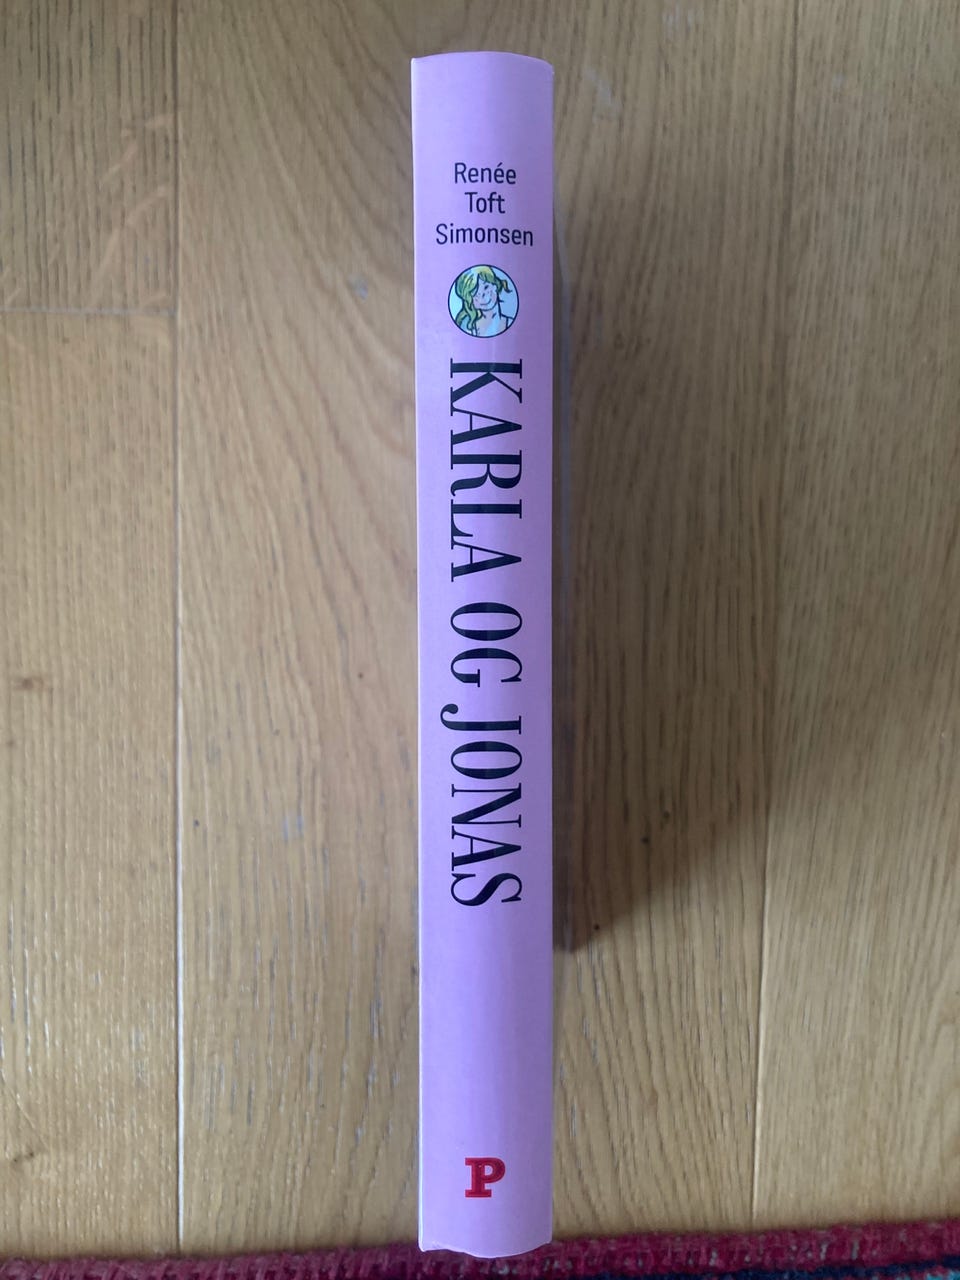 Renée
Toft
Simonsen
KARLA OG JONAS
P